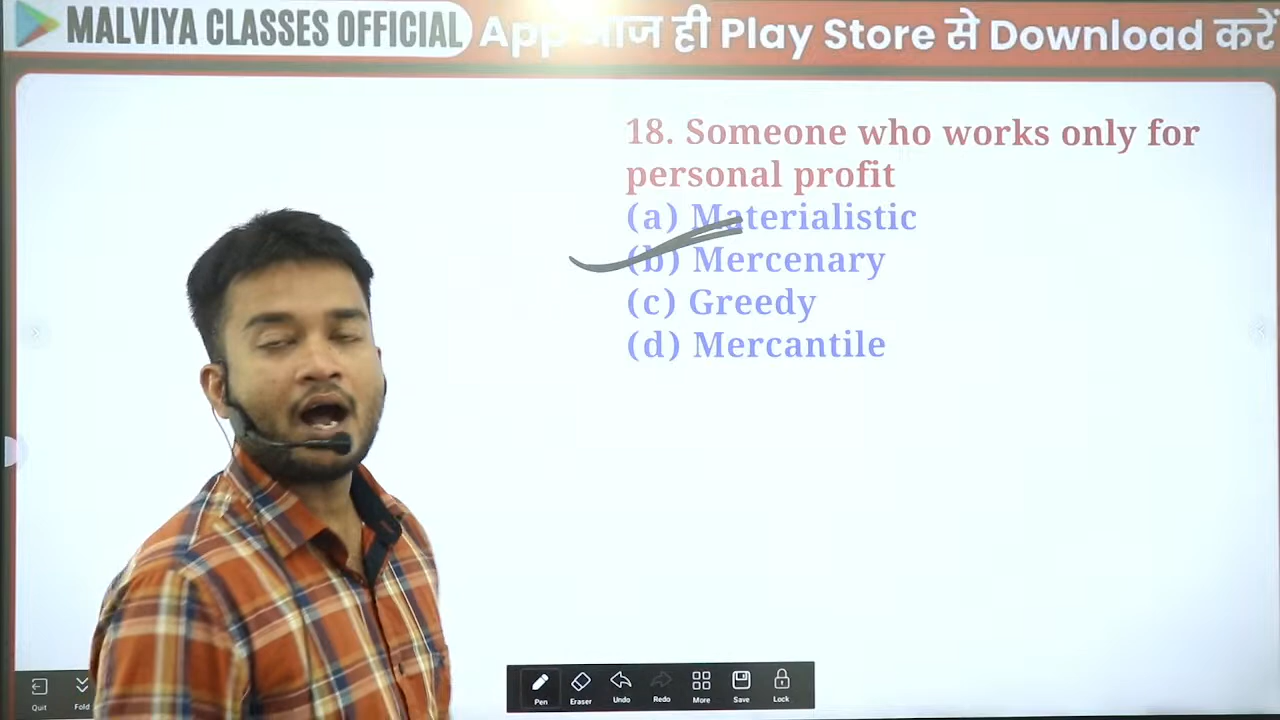 MALVIYA CLASSES OFFICIAL App आज ही Play Store से Download करें
18. Someone who works only for
personal profit
(a) Materialistic
(b) Mercenary
(c) Greedy
(d) Mercantile
Quit Fold Pen Eraser Undo Redo More Save Lock